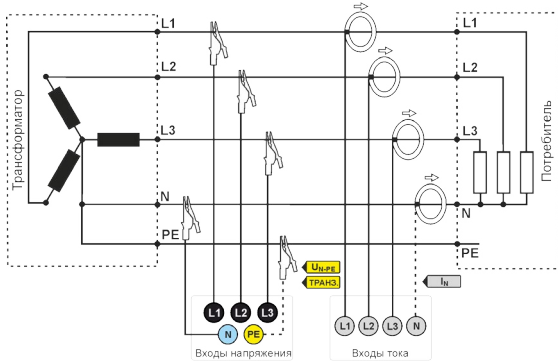 L1
L1
L2
L2
Трансформатор
Потребитель
L3
L3
N
N
PE
PE
UN-PE
ТРАНЗ.
IN
L1 L2 L3
N PE
L1 L2 L3 N
Входы напряжения
Входы тока